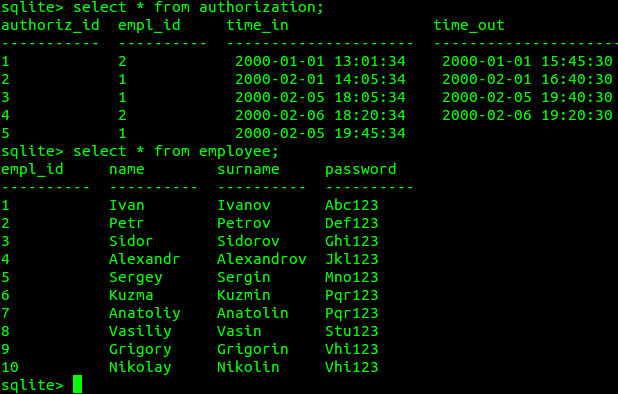 sqlite> select * from authorization;
authoriz_id  empl_id     time_in                time_out
-----------  ----------  ---------------------  ---------------------
1            2            2000-01-01 13:01:34    2000-01-01 15:45:30
2            1            2000-01-01 14:05:34    2000-02-01 16:40:30
3            1            2000-02-05 18:05:34    2000-02-05 19:40:30
4            2            2000-02-06 18:20:34    2000-02-06 19:20:30
5            1            2000-02-05 19:45:34
sqlite> select * from employee;
empl_id     name        surname     password
----------  ----------  ----------  ----------
1           Ivan        Ivanov      Abc123
2           Petr        Petrov      Def123
3           Sidor       Sidorov     Ghi123
4           Alexandr    Alexandrov  Jkl123
5           Sergey      Sergin      Mno123
6           Kuzma       Kuzmin      Pqr123
7           Anatoliy    Anatolin    Pqr123
8           Vasiliy     Vasin       Stu123
9           Grigory     Grigorin    Vhi123
10          Nikolay     Nikolin     Vhi123
sqlite>